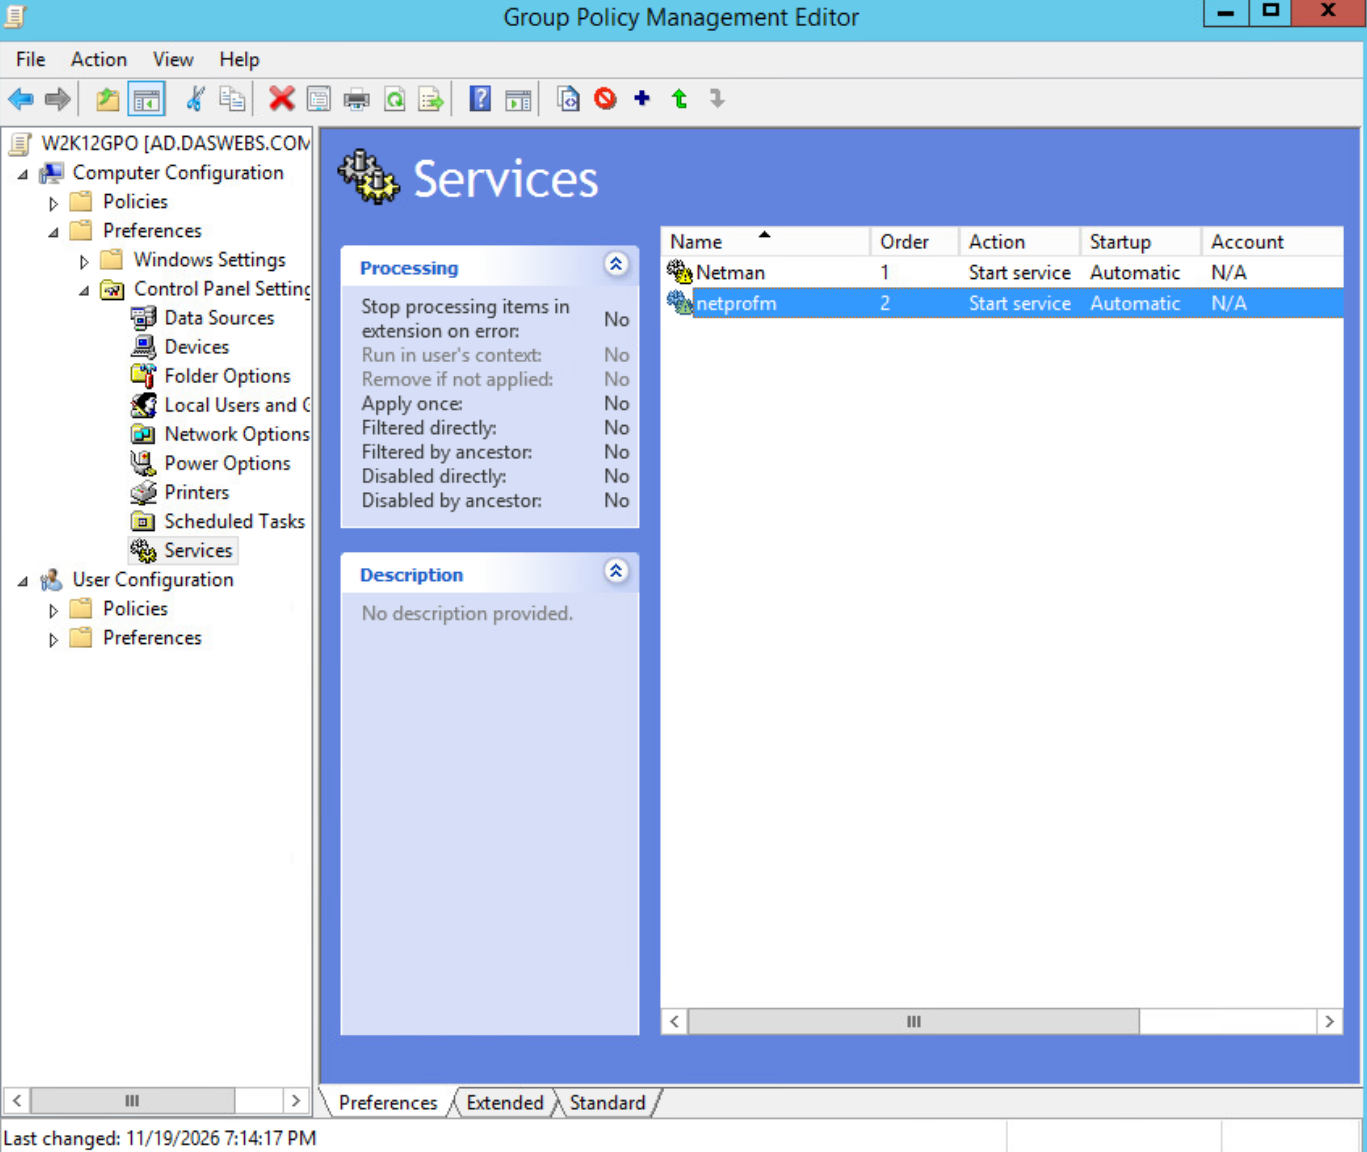 Group Policy Management Editor
File Action View Help
W2K12GPO [AD.DASWEBS.COM
Computer Configuration
Policies
Preferences
Windows Settings
Control Panel Setting
Data Sources
Devices
Folder Options
Local Users and G
Network Options
Power Options
Printers
Scheduled Tasks
Services
User Configuration
Policies
Preferences
Services
Processing
Stop processing items in
extension on error: No
Run in user's context: No
Remove if not applied: No
Apply once: No
Filtered directly: No
Filtered by ancestor: No
Disabled directly: No
Disabled by ancestor: No
Description
No description provided.
Name Order Action Startup Account
Netman 1 Start service Automatic N/A
netprofm 2 Start service Automatic N/A
Preferences Extended Standard
Last changed: 11/19/2026 7:14:17 PM